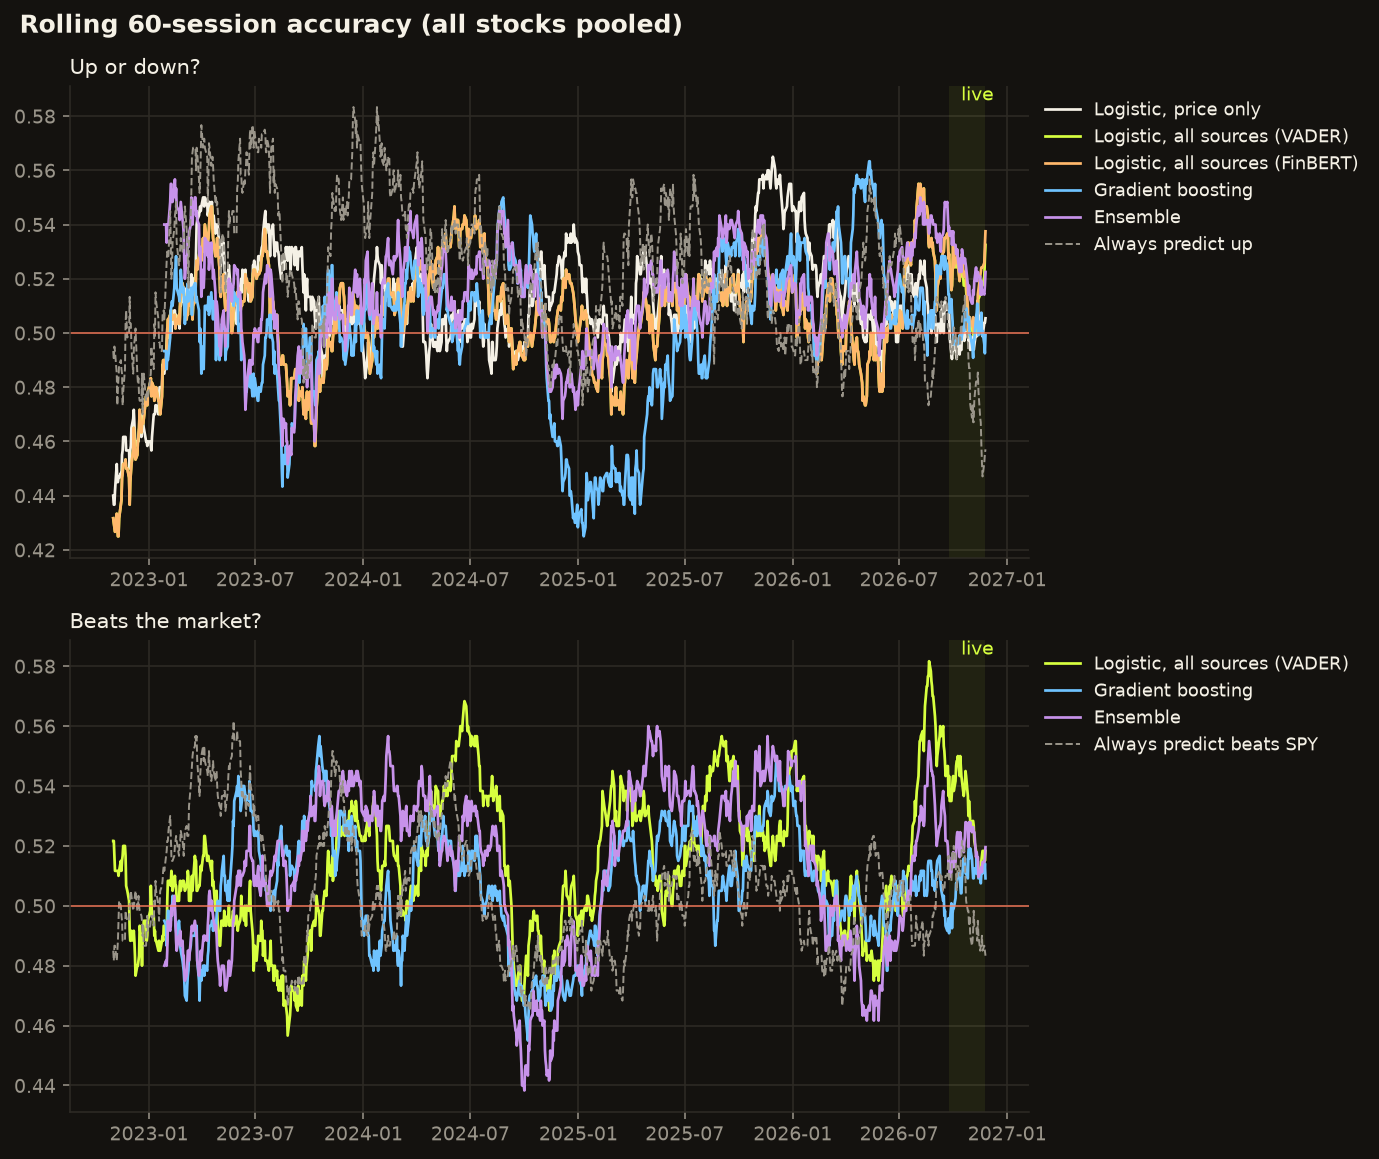 Rolling 60-session accuracy (all stocks pooled)
Up or down?
live
0.58
0.56
0.54
0.52
0.50
0.48
0.46
0.44
0.42
2023-01 2023-07 2024-01 2024-07 2025-01 2025-07 2026-01 2026-07 2027-01
Logistic, price only
Logistic, all sources (VADER)
Logistic, all sources (FinBERT)
Gradient boosting
Ensemble
Always predict up
Beats the market?
live
0.58
0.56
0.54
0.52
0.50
0.48
0.46
0.44
2023-01 2023-07 2024-01 2024-07 2025-01 2025-07 2026-01 2026-07 2027-01
Logistic, all sources (VADER)
Gradient boosting
Ensemble
Always predict beats SPY